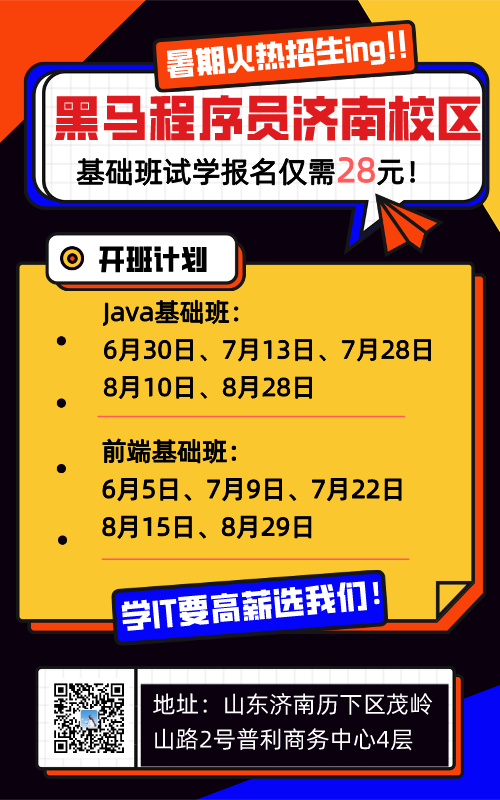 暑期火热招生ing!!
黑马程序员济南校区
基础班试学报名仅需28元！
开班计划
Java基础班：
6月30日、7月13日、7月28日
8月10日、8月28日
前端基础班：
6月5日、7月9日、7月22日
8月15日、8月29日
学IT要高薪选我们！
地址：山东济南历下区茂岭
山路2号普利商务中心4层